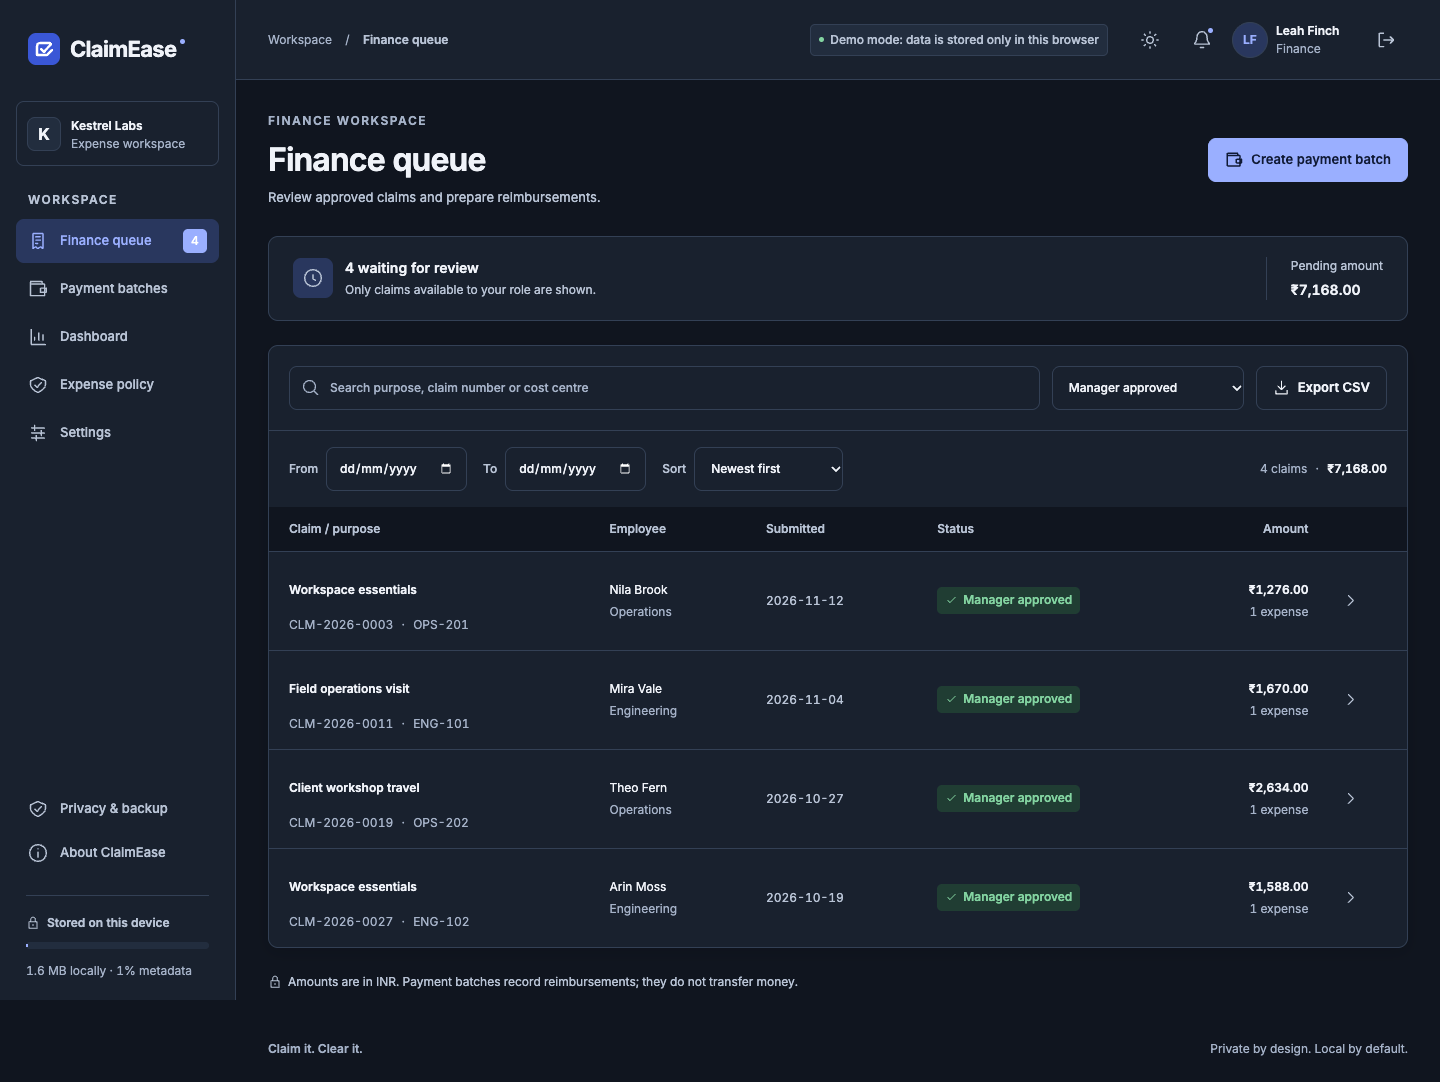 ClaimEase
K
Kestrel Labs
Expense workspace
WORKSPACE
Finance queue 4
Payment batches
Dashboard
Expense policy
Settings
Privacy & backup
About ClaimEase
Stored on this device
1.6 MB locally · 1% metadata
Workspace / Finance queue
Demo mode: data is stored only in this browser
LF
Leah Finch
Finance
FINANCE WORKSPACE
Finance queue
Review approved claims and prepare reimbursements.
Create payment batch
4 waiting for review
Only claims available to your role are shown.
Pending amount
₹7,168.00
Search purpose, claim number or cost centre
Manager approved
Export CSV
From dd/mm/yyyy To dd/mm/yyyy Sort Newest first 4 claims · ₹7,168.00
Claim / purpose Employee Submitted Status Amount
Workspace essentials
CLM-2026-0003 · OPS-201
Nila Brook
Operations
2026-11-12
Manager approved
₹1,276.00
1 expense
Field operations visit
CLM-2026-0011 · ENG-101
Mira Vale
Engineering
2026-11-04
Manager approved
₹1,670.00
1 expense
Client workshop travel
CLM-2026-0019 · OPS-202
Theo Fern
Operations
2026-10-27
Manager approved
₹2,634.00
1 expense
Workspace essentials
CLM-2026-0027 · ENG-102
Arin Moss
Engineering
2026-10-19
Manager approved
₹1,588.00
1 expense
Amounts are in INR. Payment batches record reimbursements; they do not transfer money.
Claim it. Clear it.
Private by design. Local by default.